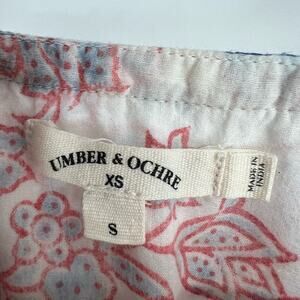 UMBER & OCHRE
XS
S
MADE IN
INDIA